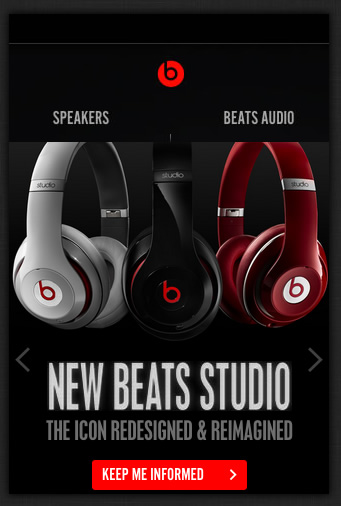 SPEAKERS
BEATS AUDIO
studio
studio
studio
NEW BEATS STUDIO
THE ICON REDESIGNED & REIMAGINED
KEEP ME INFORMED